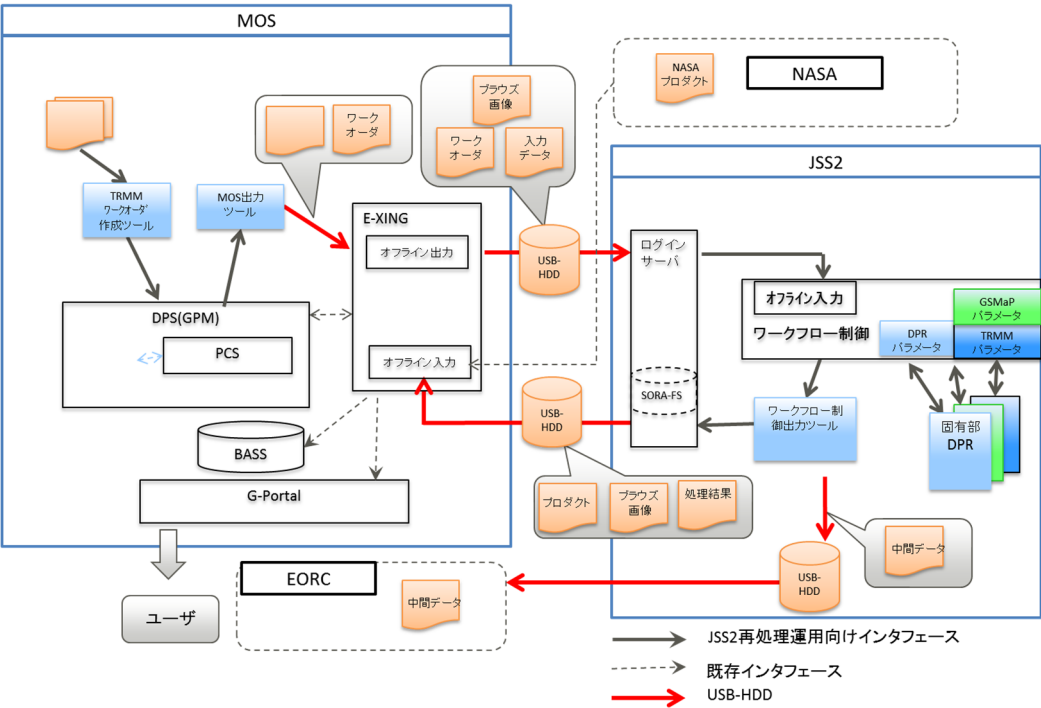 MOS
NASA
プロダクト
NASA
ワーク
オーダ
ブラウズ
画像
ワーク
オーダ
入力
データ
JSS2
TRMM
ワークオーダ
作成ツール
MOS出力
ツール
E-XING
オフライン出力
USB-
HDD
ログイン
サーバ
オフライン入力
ワークフロー制御
GSMaP
パラメータ
DPR
パラメータ
TRMM
パラメータ
DPS(GPM)
PCS
オフライン入力
SORA-FS
USB-
HDD
ワークフロー制
御出力ツール
固有部
DPR
BASS
G-Portal
プロダクト
ブラウズ
画像
処理結果
中間データ
USB-
HDD
EORC
中間データ
ユーザ
JSS2再処理運用向けインタフェース
既存インタフェース
USB-HDD